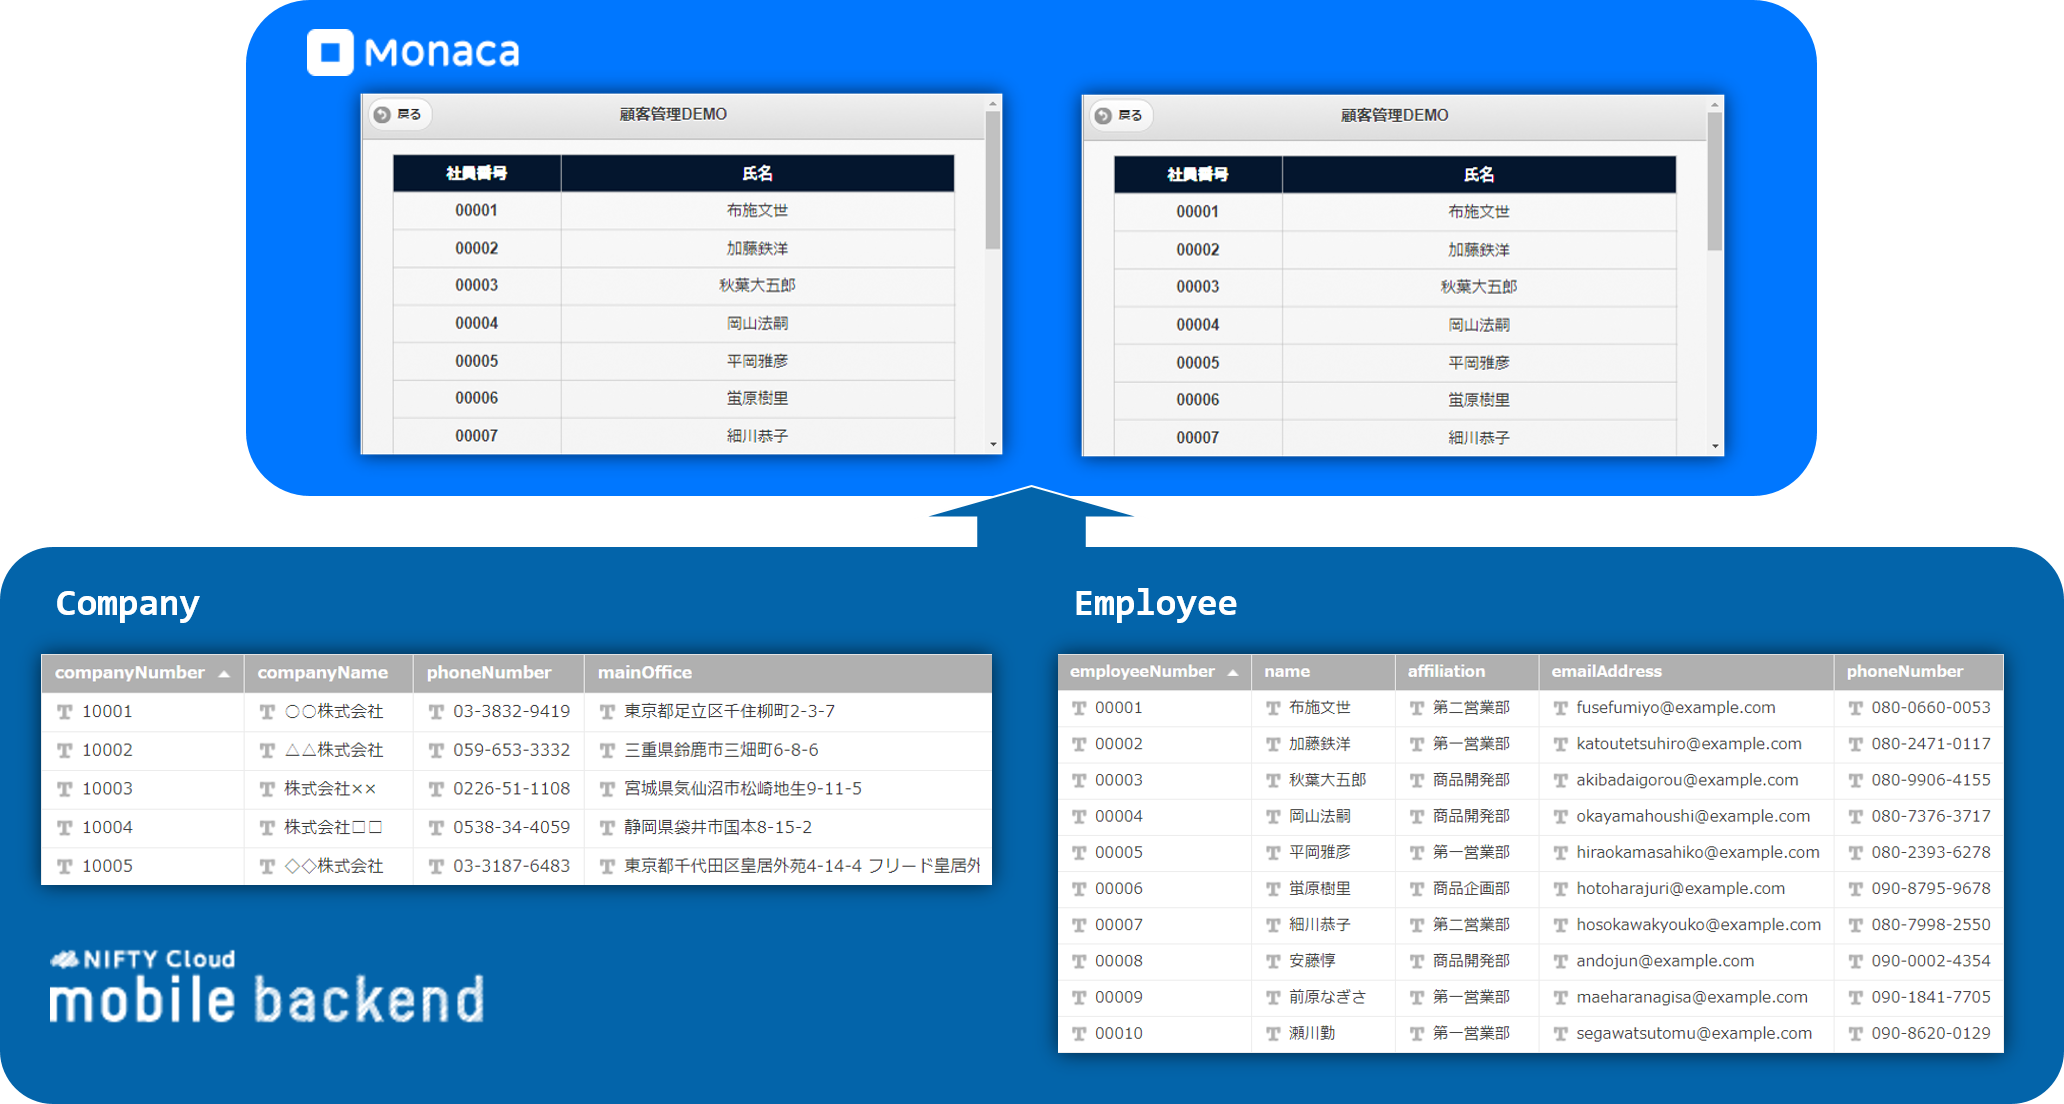 Monaca
戻る 顧客管理DEMO
社員番号 氏名
00001 布施文世
00002 加藤鉄洋
00003 秋葉大五郎
00004 岡山法嗣
00005 平岡雅彦
00006 蛍原樹里
00007 細川恭子
戻る 顧客管理DEMO
社員番号 氏名
00001 布施文世
00002 加藤鉄洋
00003 秋葉大五郎
00004 岡山法嗣
00005 平岡雅彦
00006 蛍原樹里
00007 細川恭子
Company
companyNumber companyName phoneNumber mainOffice
10001 〇〇株式会社 03-3832-9419 東京都足立区千住柳町2-3-7
10002 △△株式会社 059-653-3332 三重県鈴鹿市三畑町6-8-6
10003 株式会社×× 0226-51-1108 宮城県気仙沼市松崎地生9-11-5
10004 株式会社□□ 0538-34-4059 静岡県袋井市国本8-15-2
10005 ◇◇株式会社 03-3187-6483 東京都千代田区皇居外苑4-14-4 フリード皇居外
Employee
employeeNumber name affiliation emailAddress phoneNumber
00001 布施文世 第二営業部 fusefumiyo@example.com 080-0660-0053
00002 加藤鉄洋 第一営業部 katoutetsuhiro@example.com 080-2471-0117
00003 秋葉大五郎 商品開発部 akibadaigorou@example.com 080-9906-4155
00004 岡山法嗣 商品開発部 okayamahoushi@example.com 080-7376-3717
00005 平岡雅彦 第一営業部 hiraokamasahiko@example.com 080-2393-6278
00006 蛍原樹里 商品企画部 hotoharajuri@example.com 090-8795-9678
00007 細川恭子 第二営業部 hosokawakyouko@example.com 080-7998-2550
00008 安藤惇 商品開発部 andojun@example.com 090-0002-4354
00009 前原なぎさ 第一営業部 maeharanagisa@example.com 090-1841-7705
00010 瀬川勤 第一営業部 segawatsutomu@example.com 090-8620-0129
NIFTY Cloud
mobile backend